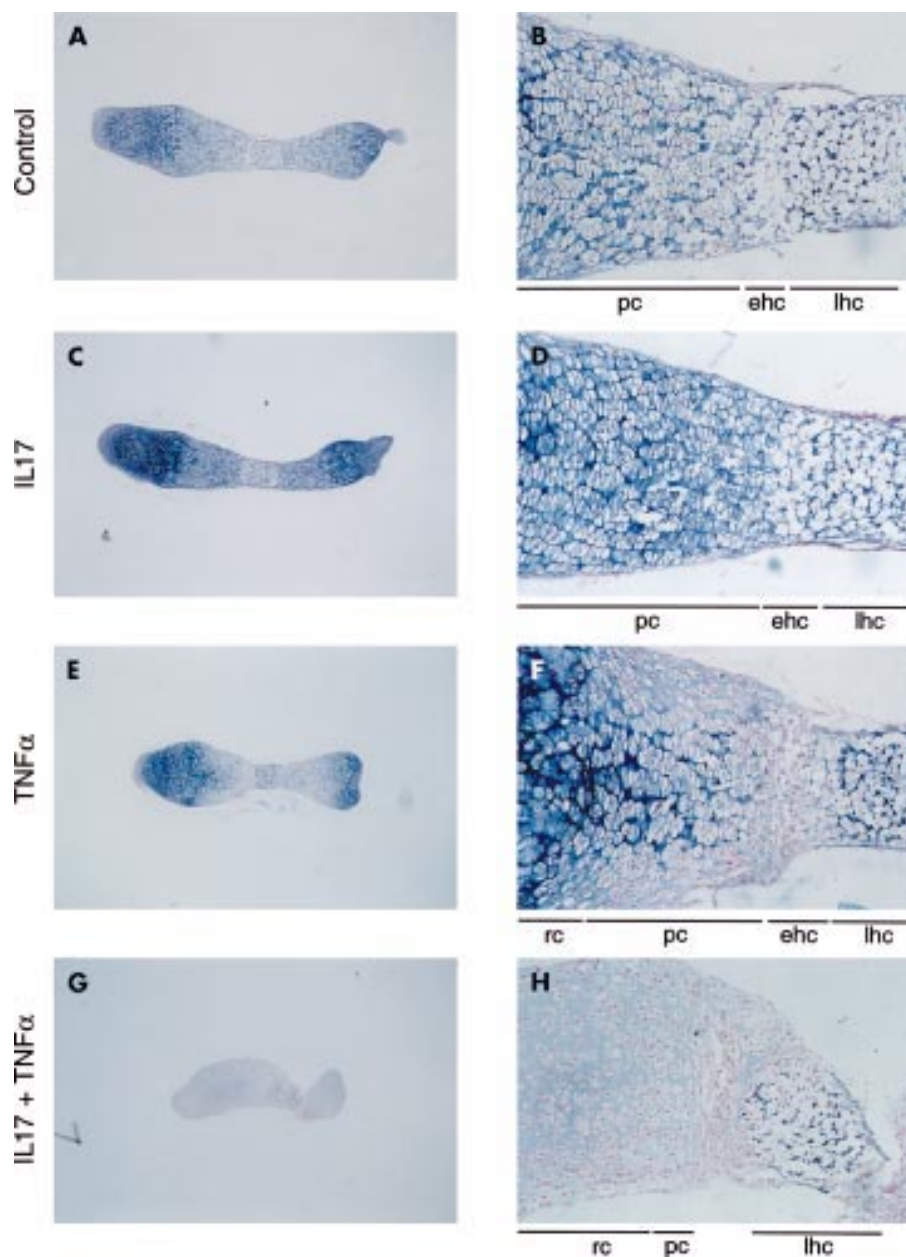 Control
A
B
pc ehc lhc
IL17
C
D
pc ehc lhc
TNFα
E
F
rc pc ehc lhc
IL17 + TNFα
G
H
rc pc lhc